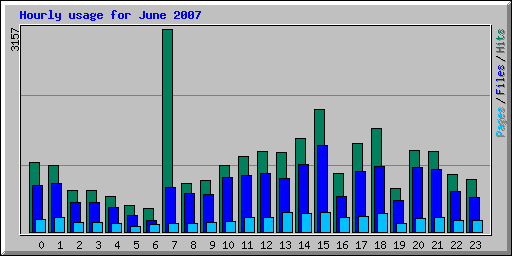 Hourly usage for June 2007
3157
Pages / Files / Hits
0 1 2 3 4 5 6 7 8 9 10 11 12 13 14 15 16 17 18 19 20 21 22 23